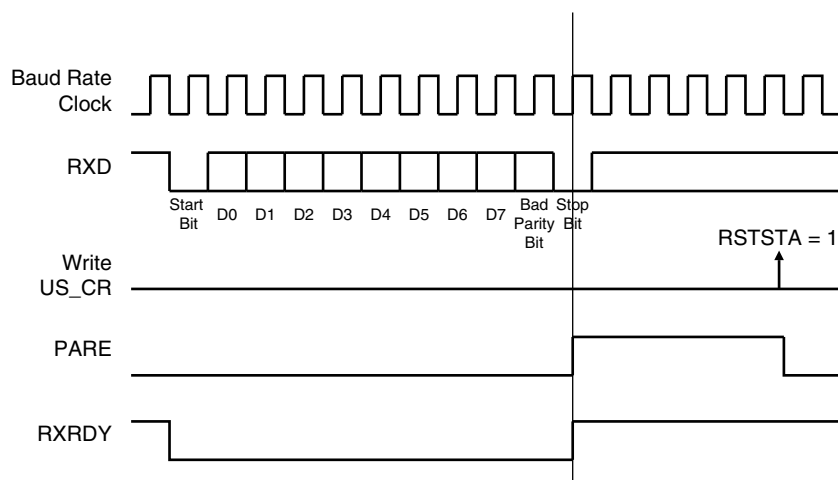 Baud Rate
Clock
RXD
Start
Bit
D0 D1 D2 D3 D4 D5 D6 D7
Bad
Parity
Bit
Stop
Bit
RSTSTA = 1
Write
US_CR
PARE
RXRDY